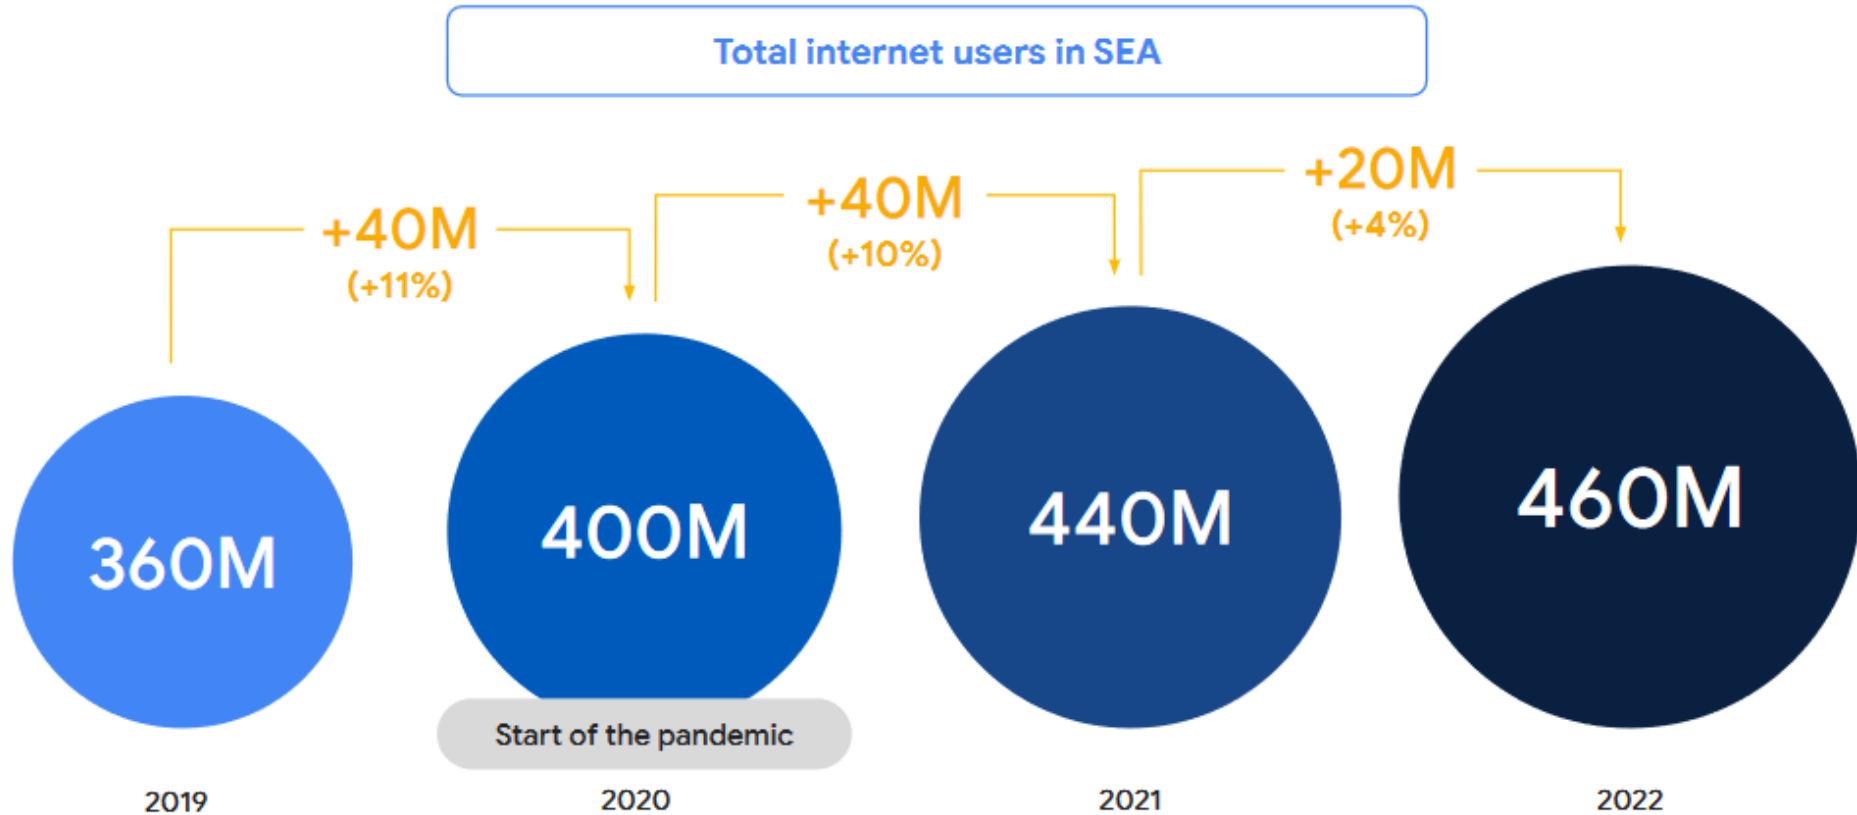 Total internet users in SEA
+40M
(+11%)
+40M
(+10%)
+20M
(+4%)
360M
400M
440M
460M
Start of the pandemic
2019
2020
2021
2022